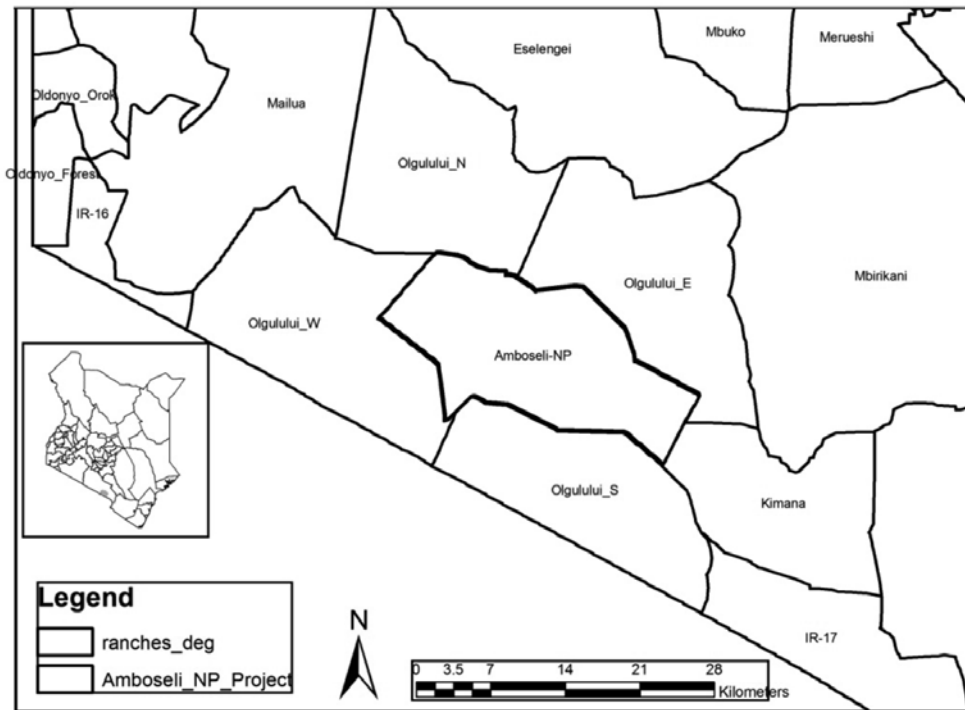 Eselengei
Mbuko
Merueshi
Oldonyo_Orok
Mailua
Olgulului_N
Oldonyo_Forest
IR-16
Olgulului_E
Mbirikani
Olgulului_W
Amboseli-NP
Olgulului_S
Kimana
IR-17
Legend
ranches_deg
Amboseli_NP_Project
N
0 3.5 7 14 21 28
Kilometers